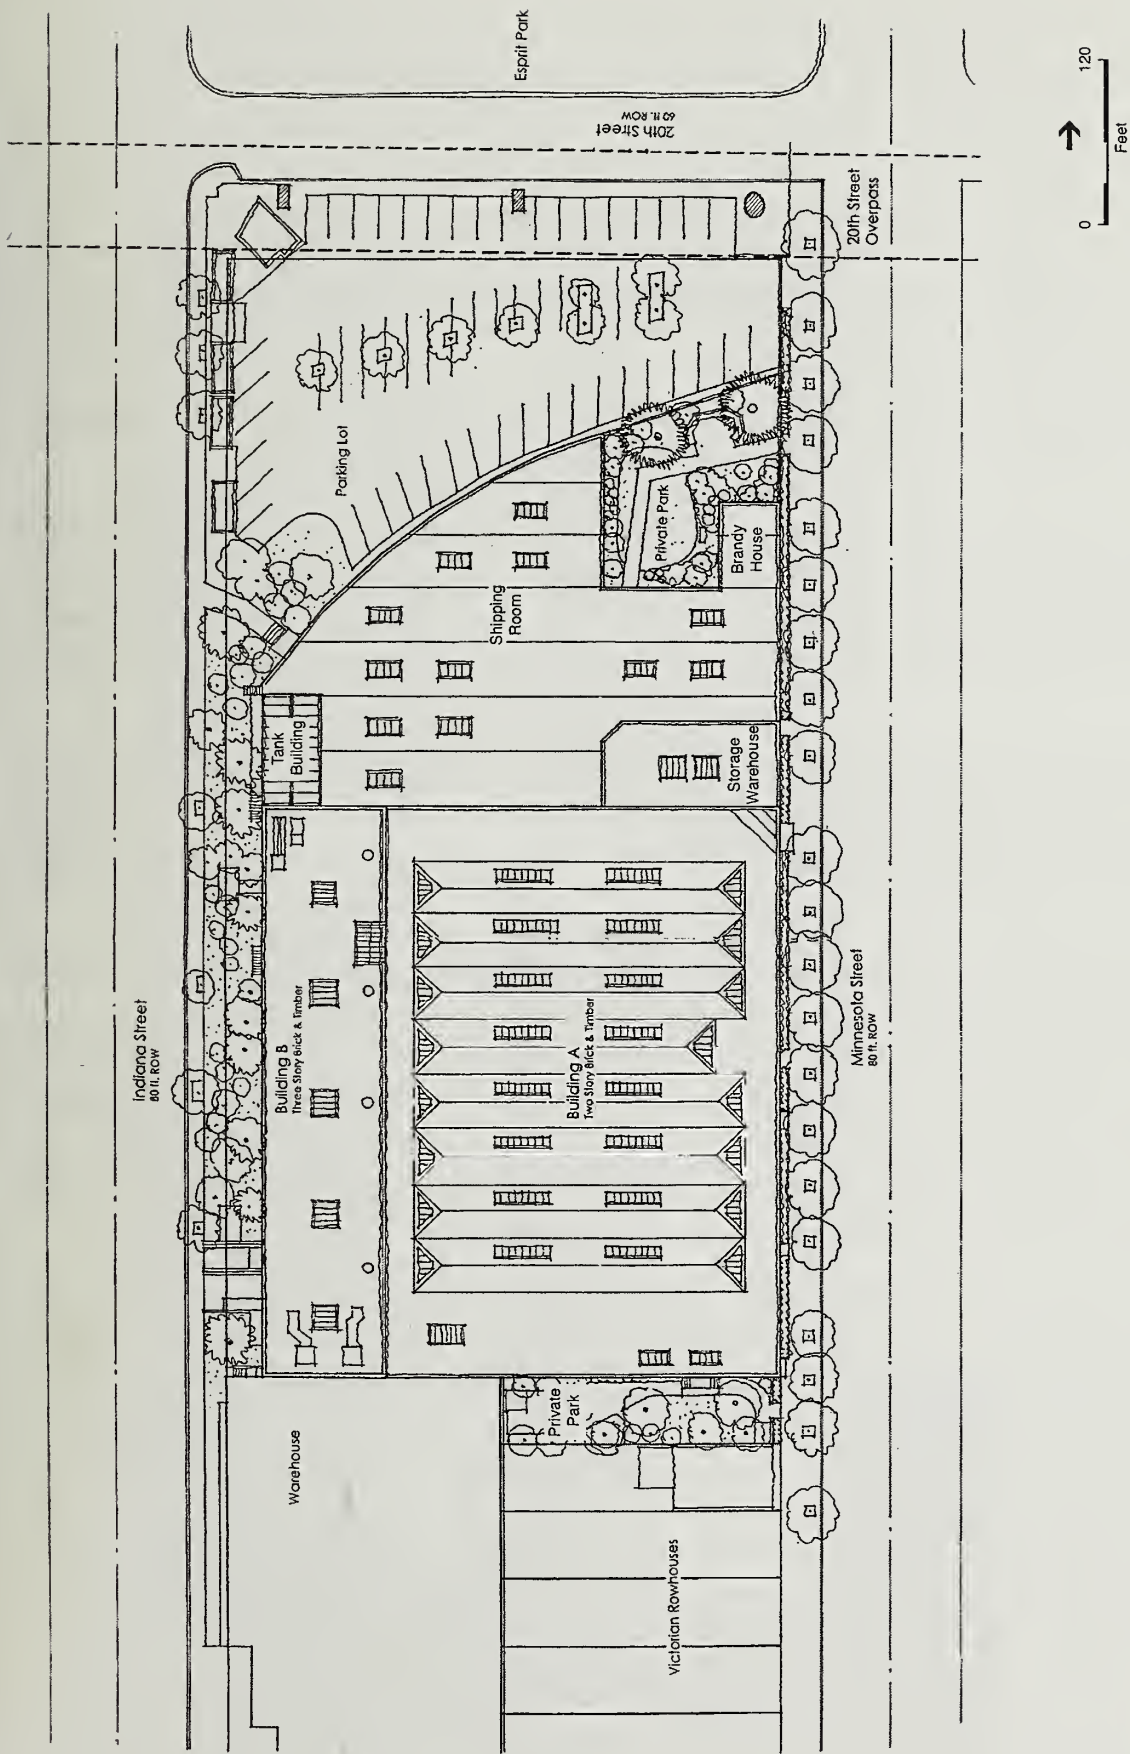 Esprit Park
20th Street
60 ft. ROW
20th Street
Overpass
0
120
Feet
Parking Lot
Private Park
Brandy
House
Shipping
Room
Tank
Building
Storage
Warehouse
Indiana Street
80 ft. ROW
Building B
Three Story Brick & Timber
Building A
Two Story Brick & Timber
Minnesota Street
80 ft. ROW
Private
Park
Warehouse
Victorian Rowhouses